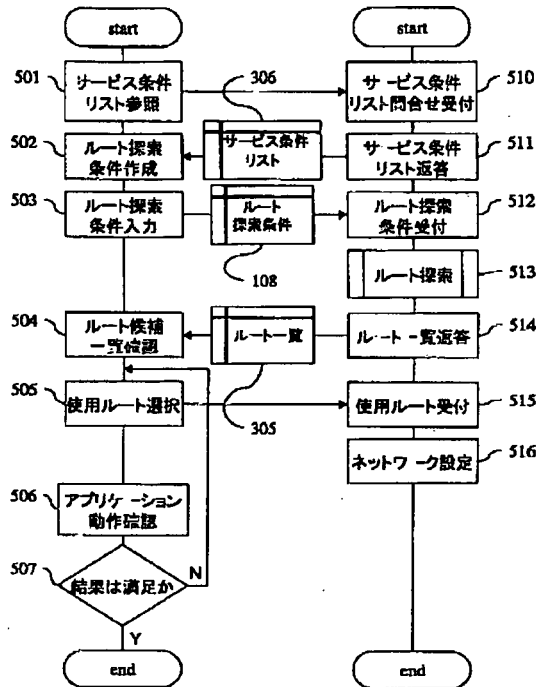 start
start
501
サービス条件
リスト参照
306
サービス条件
リスト問合せ受付
510
502
ルート探索
条件作成
サービス条件
リスト
サービス条件
リスト返答
511
503
ルート探索
条件入力
ルート
探索条件
ルート探索
条件受付
512
108
ルート探索
513
504
ルート候補
一覧確認
ルート一覧
ルート一覧返答
514
505
使用ルート選択
305
使用ルート受付
515
ネットワーク設定
516
506
アプリケーション
動作確認
507
結果は満足か
N
Y
end
end